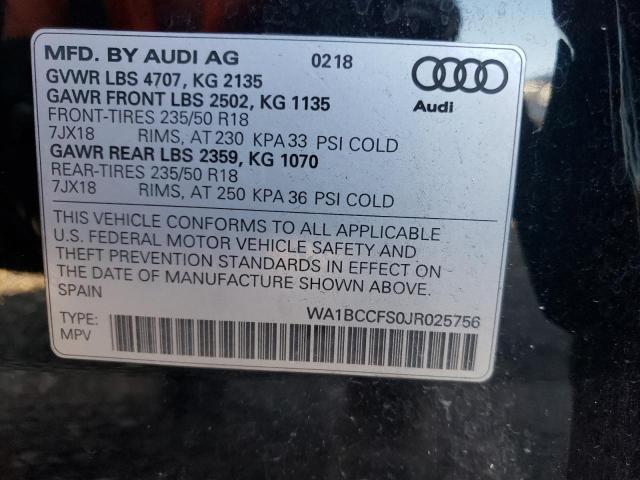 MFD. BY AUDI AG 0218
GVWR LBS 4707, KG 2135
GAWR FRONT LBS 2502, KG 1135
Audi
FRONT-TIRES 235/50 R18
7JX18 RIMS, AT 230 KPA 33 PSI COLD
GAWR REAR LBS 2359, KG 1070
REAR-TIRES 235/50 R18
7JX18 RIMS, AT 250 KPA 36 PSI COLD
THIS VEHICLE CONFORMS TO ALL APPLICABLE
U.S. FEDERAL MOTOR VEHICLE SAFETY AND
THEFT PREVENTION STANDARDS IN EFFECT ON
THE DATE OF MANUFACTURE SHOWN ABOVE.
SPAIN
WA1BCCFS0JR025756
TYPE:
MPV